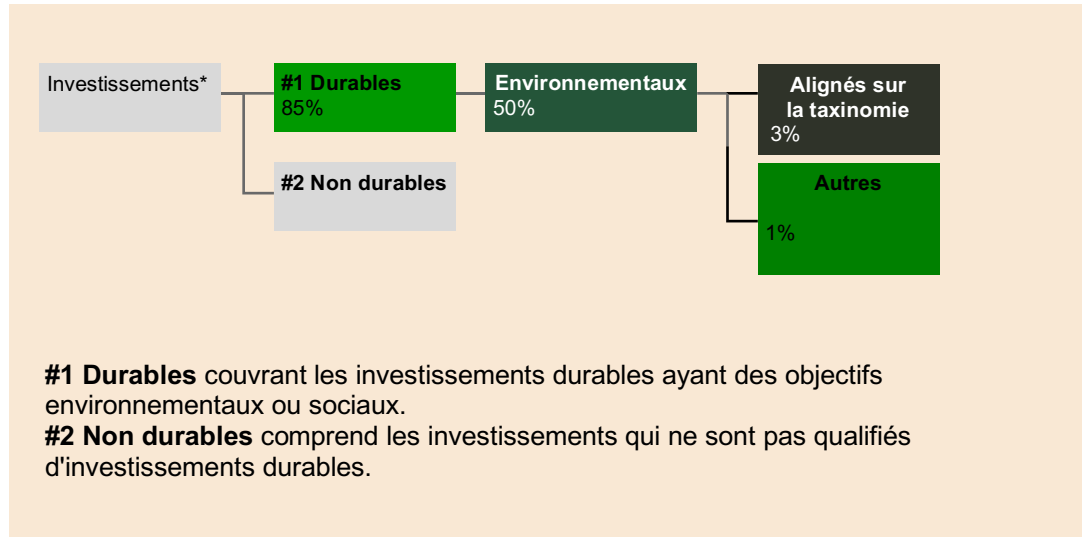 Investissements*
#1 Durables
85%
Environnementaux
50%
Alignés sur
la taxinomie
3%
#2 Non durables
Autres
1%
#1 Durables couvrant les investissements durables ayant des objectifs
environnementaux ou sociaux.
#2 Non durables comprend les investissements qui ne sont pas qualifiés
d'investissements durables.